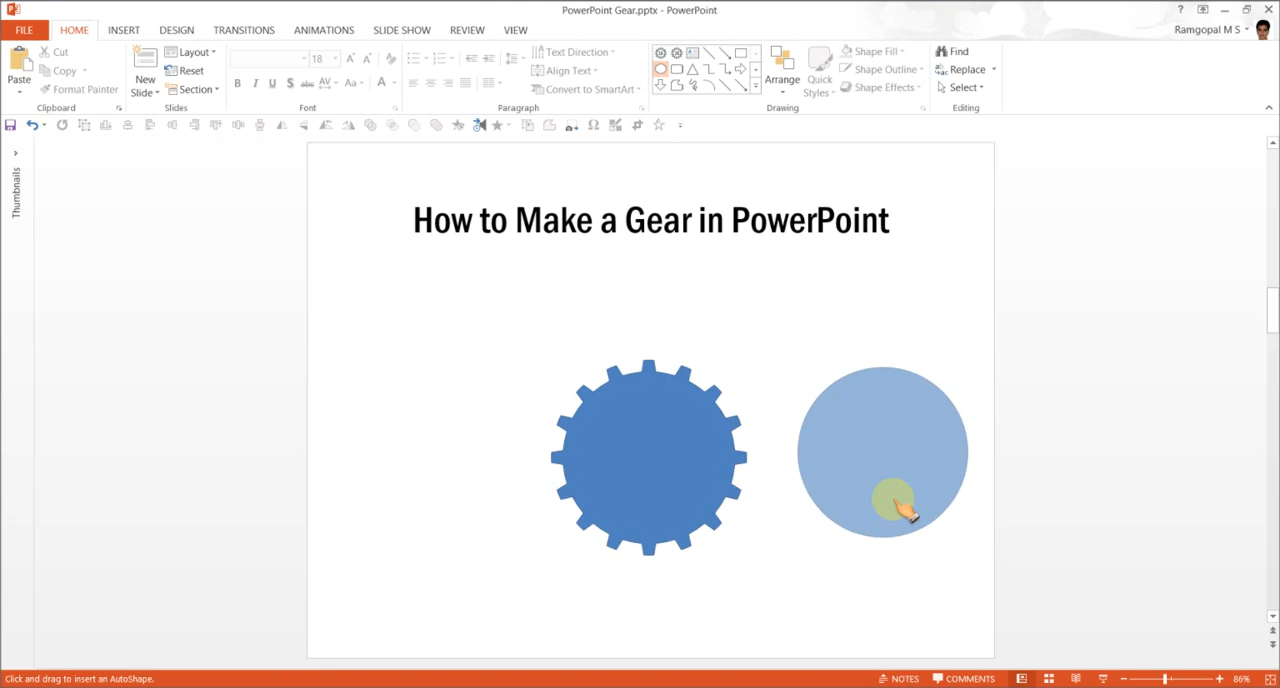 PowerPoint Gear.pptx - PowerPoint
?
FILE HOME INSERT DESIGN TRANSITIONS ANIMATIONS SLIDE SHOW REVIEW VIEW
Ramgopal M S
Paste
Cut
Copy
Format Painter
Clipboard
New
Slide
Layout
Reset
Section
Slides
18
B I U S abc AV Aa A
Font
Text Direction
Align Text
Convert to SmartArt
Paragraph
Arrange
Quick
Styles
Shape Fill
Shape Outline
Shape Effects
Drawing
Find
Replace
Select
Editing
Thumbnails
How to Make a Gear in PowerPoint
Click and drag to insert an AutoShape.
NOTES COMMENTS 86%